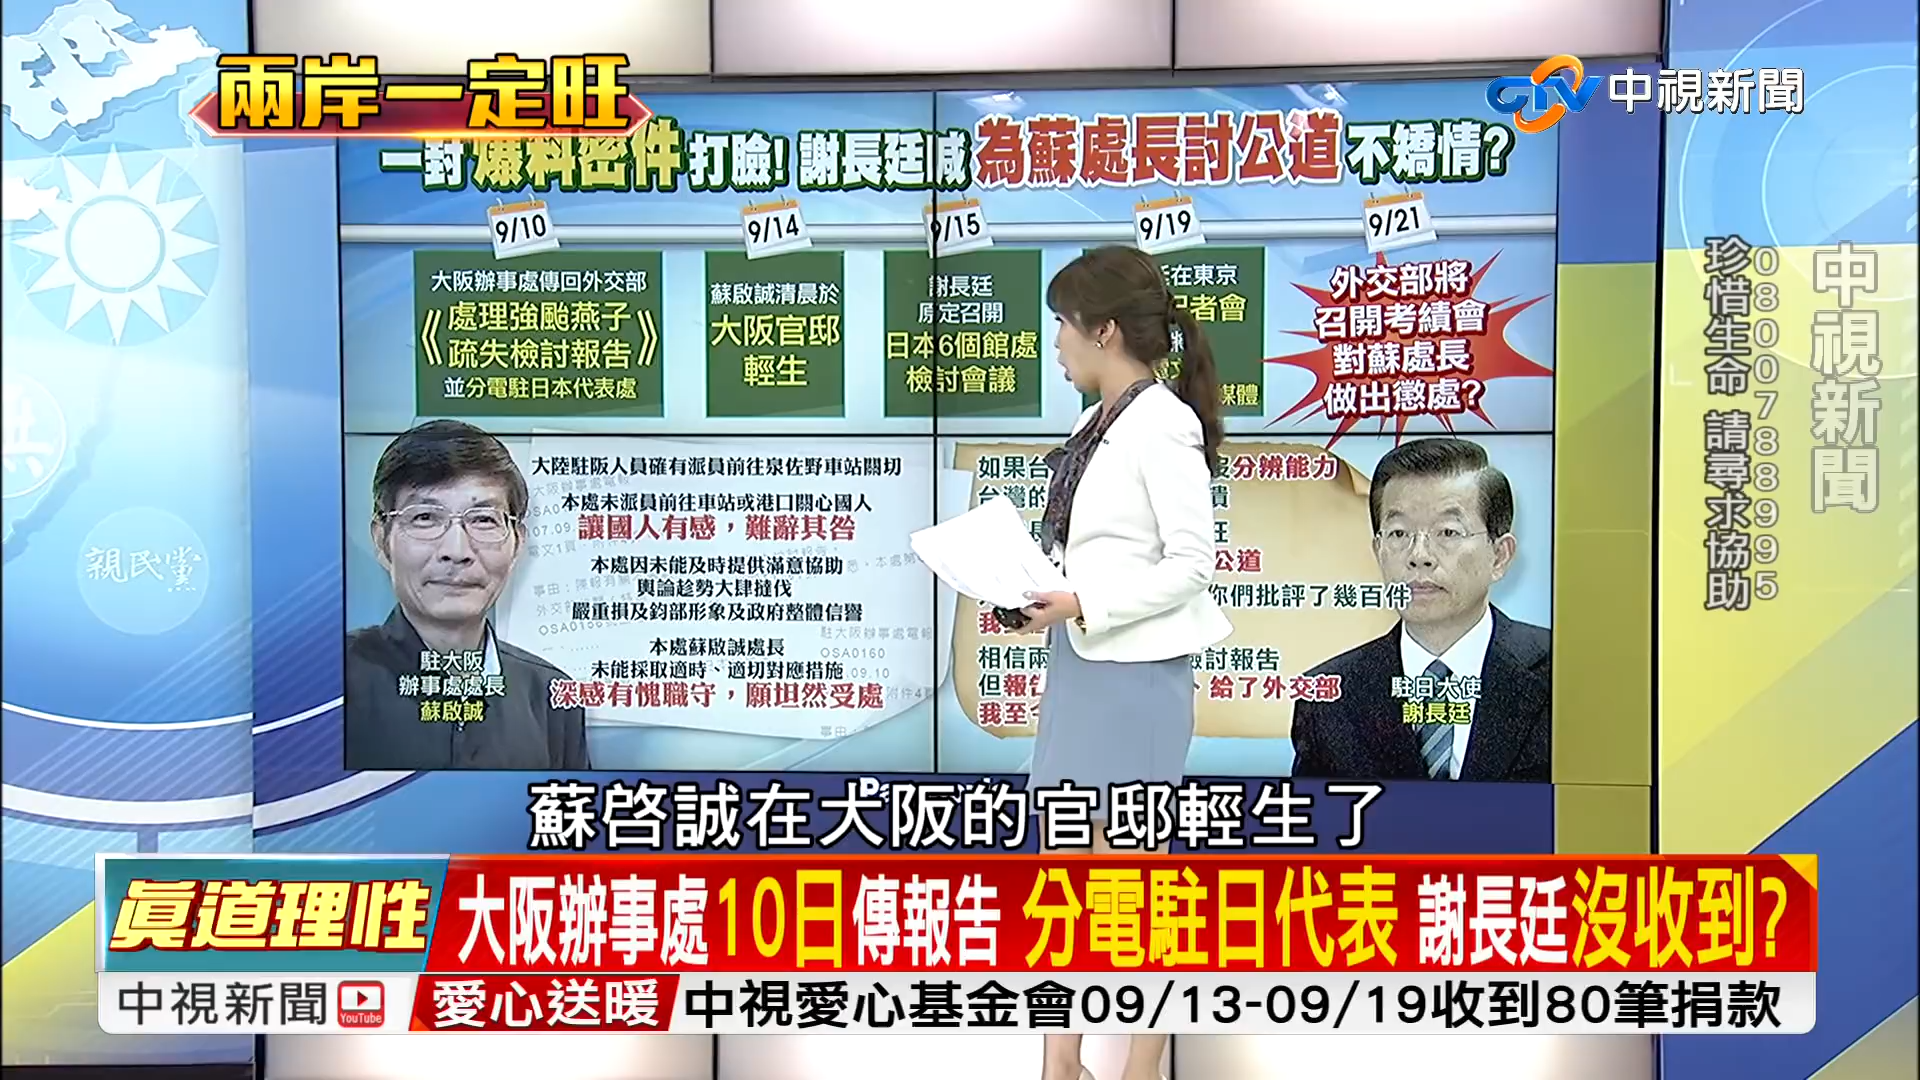 兩岸一定旺
CTV 中視新聞
一對爆料密件打臉! 謝長廷喊為蘇處長討公道 不矯情?
9/10
大阪辦事處傳回外交部
《處理強颱燕子
疏失檢討報告》
並分電駐日本代表處
9/14
蘇啟誠清晨於
大阪官邸
輕生
9/15
謝長廷
原定召開
日本6個館處
檢討會議
9/19
在東京
記者會
媒體
9/21
外交部將
召開考績會
對蘇處長
做出懲處?
大陸駐阪人員確有派員前往泉佐野車站關切
本處未派員前往車站或港口關心國人
讓國人有感，難辭其咎
本處因未能及時提供滿意協助
輿論趁勢大肆撻伐
嚴重損及鈞部形象及政府整體信譽
本處蘇啟誠處長
未能採取適時、適切對應措施
深感有愧職守，願坦然受處
駐大阪
辦事處處長
蘇啟誠
如果台 沒分辨能力
台灣的
公道
你們批評了幾百件
相信兩 檢討報告
但報告 、給了外交部
我至今
駐日大使
謝長廷
親民黨
中視新聞
珍惜生命 請尋求協助
0800788995
蘇啓誠在大阪的官邸輕生了
真道理性
大阪辦事處10日傳報告 分電駐日代表 謝長廷沒收到?
中視新聞 YouTube 愛心送暖 中視愛心基金會09/13-09/19收到80筆捐款